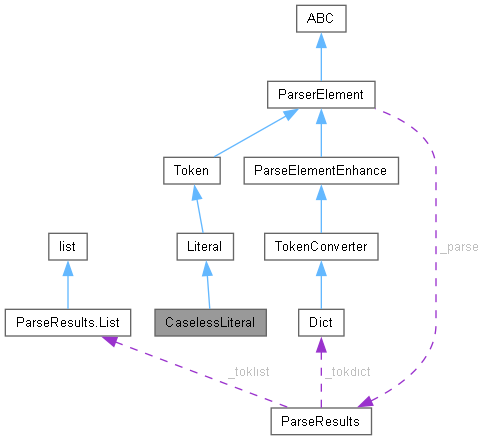 ABC
ParserElement
Token
ParseElementEnhance
_parse
list
Literal
TokenConverter
ParseResults.List
CaselessLiteral
Dict
_toklist
_tokdict
ParseResults